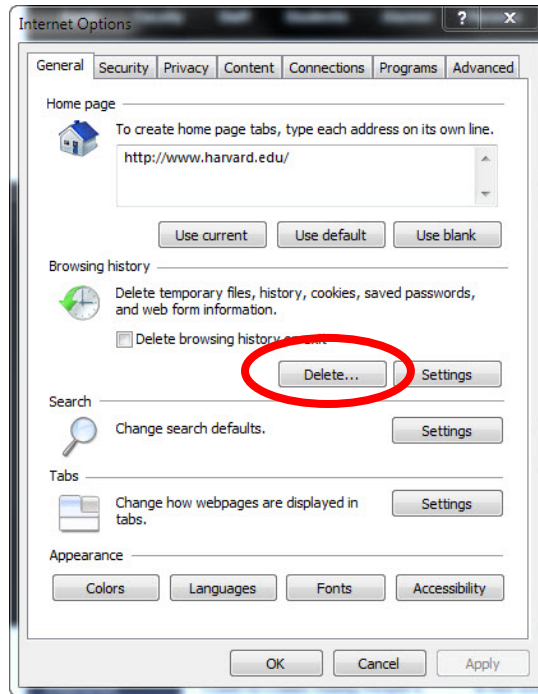 Internet Options
?
X
General Security Privacy Content Connections Programs Advanced
Home page
To create home page tabs, type each address on its own line.
http://www.harvard.edu/
Use current Use default Use blank
Browsing history
Delete temporary files, history, cookies, saved passwords,
and web form information.
Delete browsing history on exit
Delete... Settings
Search
Change search defaults. Settings
Tabs
Change how webpages are displayed in
tabs.
Settings
Appearance
Colors Languages Fonts Accessibility
OK Cancel Apply